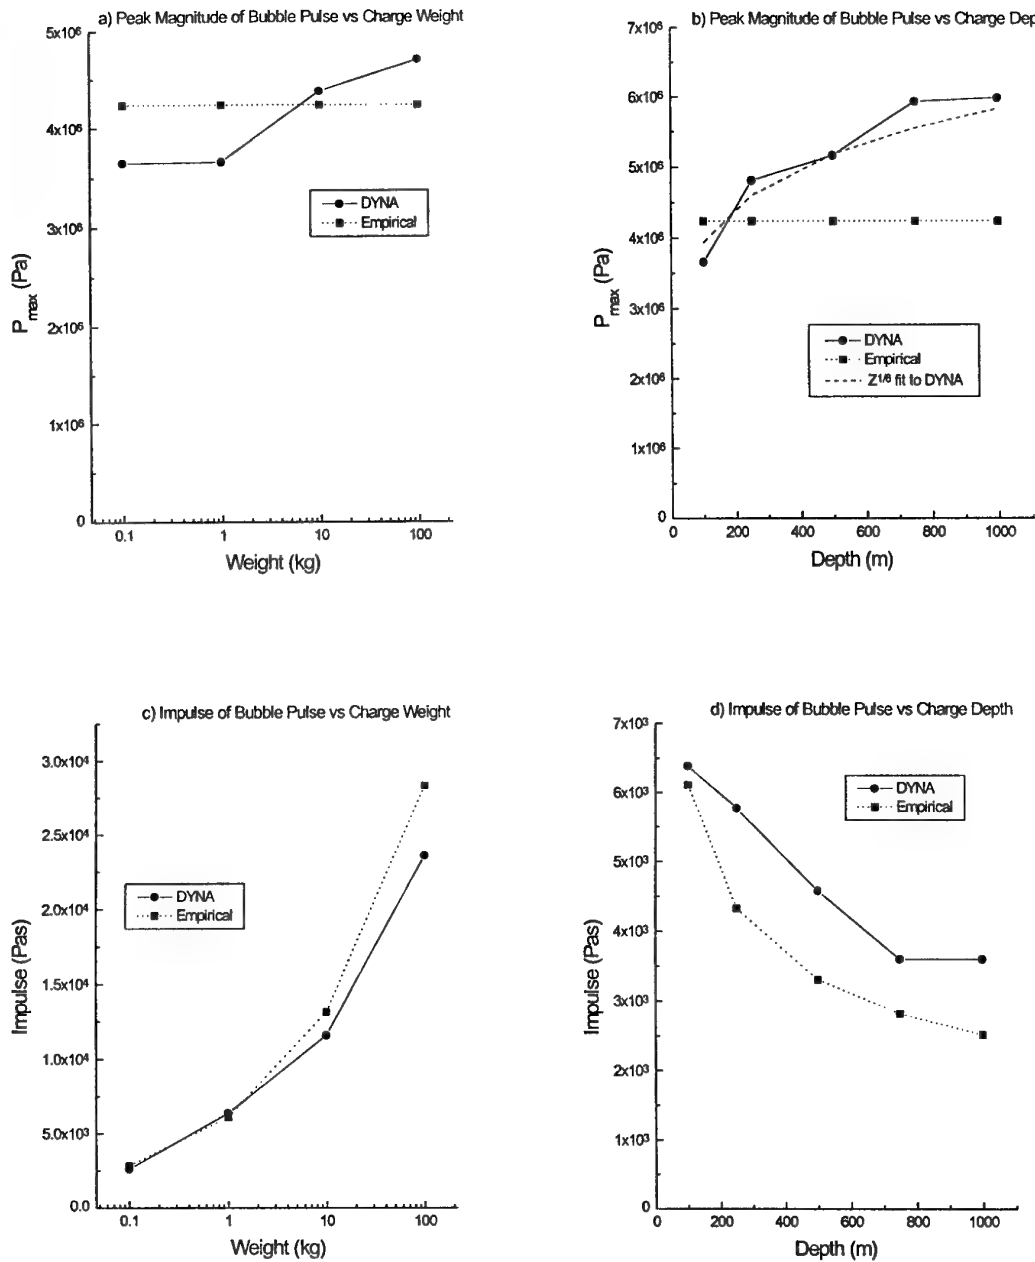 a) Peak Magnitude of Bubble Pulse vs Charge Weight
5x10⁶
4x10⁶
3x10⁶
2x10⁶
1x10⁶
0
P_max (Pa)
DYNA
Empirical
0.1 1 10 100
Weight (kg)
b) Peak Magnitude of Bubble Pulse vs Charge Dep
7x10⁶
6x10⁶
5x10⁶
4x10⁶
3x10⁶
2x10⁶
1x10⁶
0
P_max (Pa)
DYNA
Empirical
Z^1/6 fit to DYNA
0 200 400 600 800 1000
Depth (m)
c) Impulse of Bubble Pulse vs Charge Weight
3.0x10⁴
2.5x10⁴
2.0x10⁴
1.5x10⁴
1.0x10⁴
5.0x10³
0.0
Impulse (Pas)
DYNA
Empirical
0.1 1 10 100
Weight (kg)
d) Impulse of Bubble Pulse vs Charge Depth
7x10³
6x10³
5x10³
4x10³
3x10³
2x10³
1x10³
0
Impulse (Pas)
DYNA
Empirical
0 200 400 600 800 1000
Depth (m)